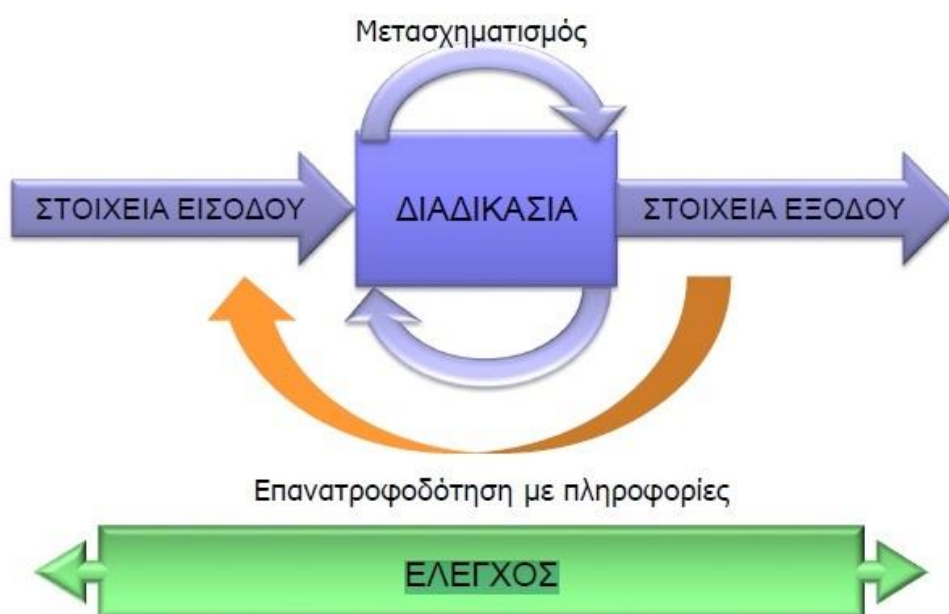 Μετασχηματισμός
ΣΤΟΙΧΕΙΑ ΕΙΣΟΔΟΥ
ΔΙΑΔΙΚΑΣΙΑ
ΣΤΟΙΧΕΙΑ ΕΞΟΔΟΥ
Επανατροφοδότηση με πληροφορίες
ΕΛΕΓΧΟΣ